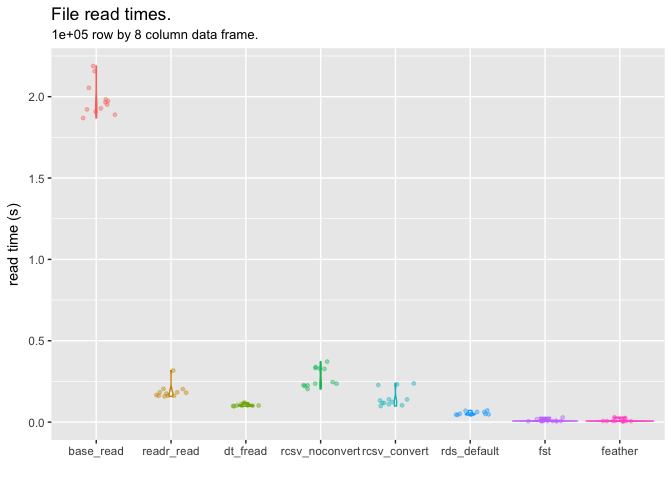 File read times.
1e+05 row by 8 column data frame.
read time (s)
2.0
1.5
1.0
0.5
0.0
base_read readr_read dt_fread rcsv_noconvert rcsv_convert rds_default fst feather